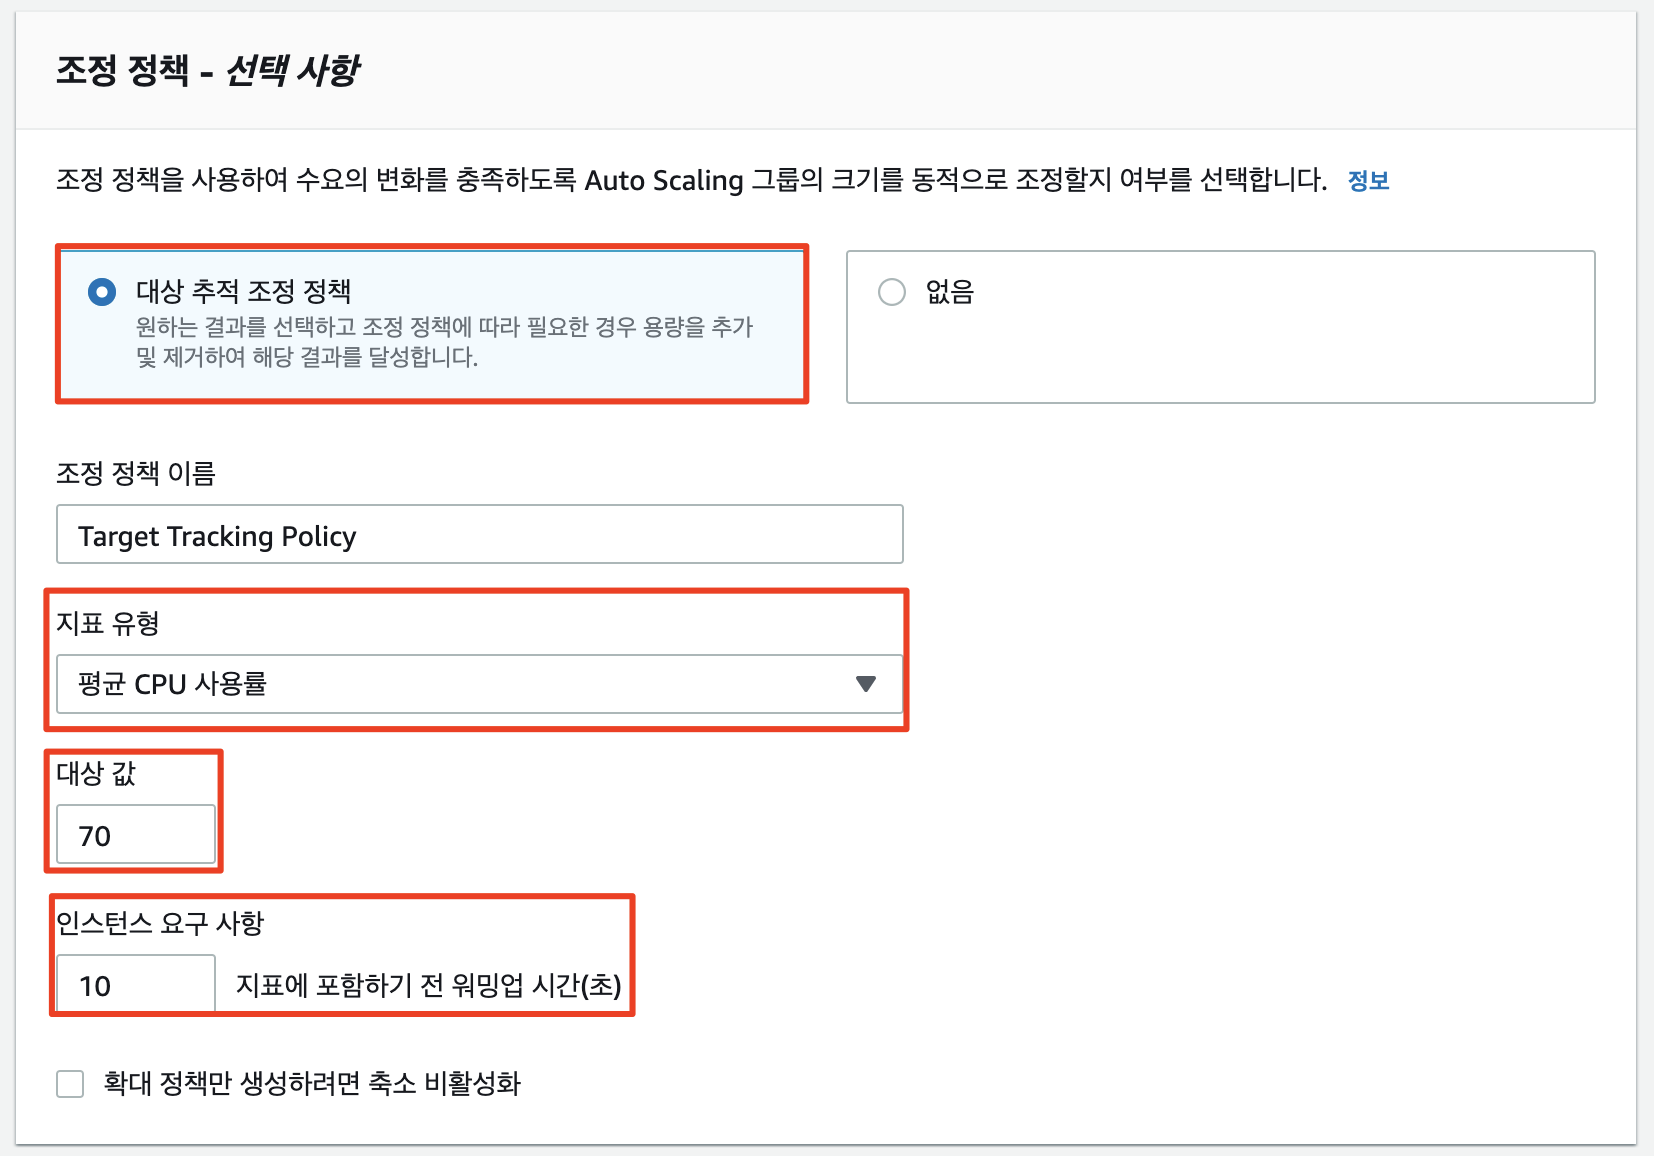 조정 정책 - 선택 사항
조정 정책을 사용하여 수요의 변화를 충족하도록 Auto Scaling 그룹의 크기를 동적으로 조정할지 여부를 선택합니다. 정보
대상 추적 조정 정책
원하는 결과를 선택하고 조정 정책에 따라 필요한 경우 용량을 추가
및 제거하여 해당 결과를 달성합니다.
없음
조정 정책 이름
Target Tracking Policy
지표 유형
평균 CPU 사용률
대상 값
70
인스턴스 요구 사항
10 지표에 포함하기 전 워밍업 시간(초)
확대 정책만 생성하려면 축소 비활성화